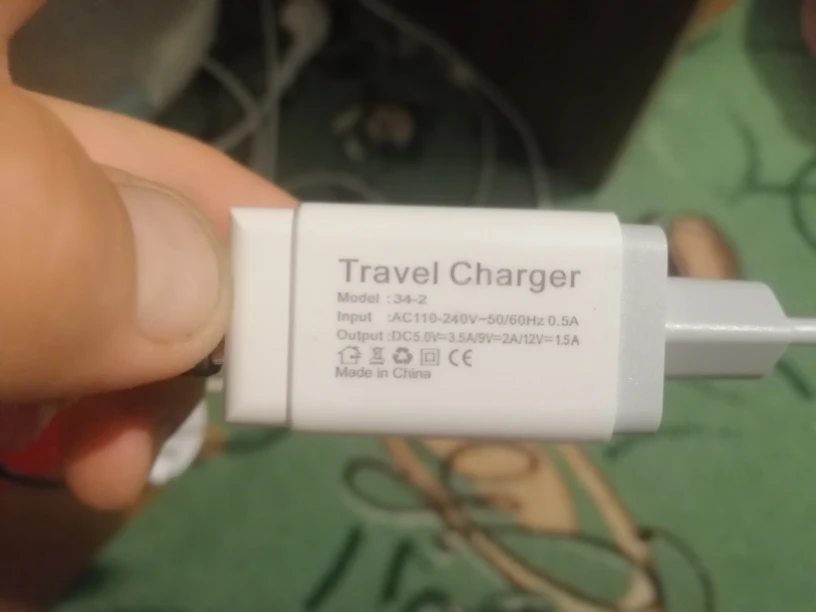 Travel Charger
Model : 34-2
Input :AC110-240V~50/60Hz 0.5A
Output :DC5.0V=3.5A/9V=2A/12V=1.5A
CE
Made in China